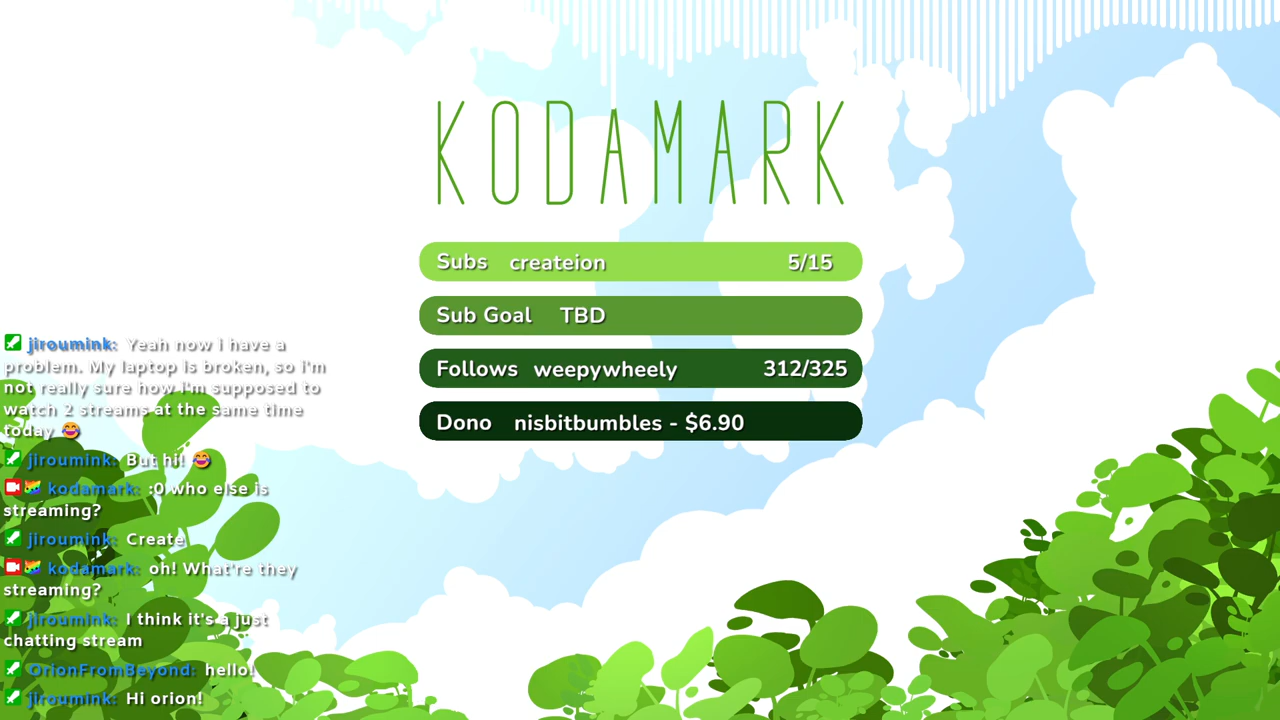 KODAMARK
Subs createion 5/15
Sub Goal TBD
Follows weepywheely 312/325
Dono nisbitbumbles - $6.90
jiroumink: Yeah now i have a
problem. My laptop is broken, so i'm
not really sure how i'm supposed to
watch 2 streams at the same time
today 😂
jiroumink: But hi! 😂
kodamark: :0 who else is
streaming?
jiroumink: Create
kodamark: oh! What're they
streaming?
jiroumink: I think it's a just
chatting stream
OrionFromBeyond: hello!
jiroumink: Hi orion!